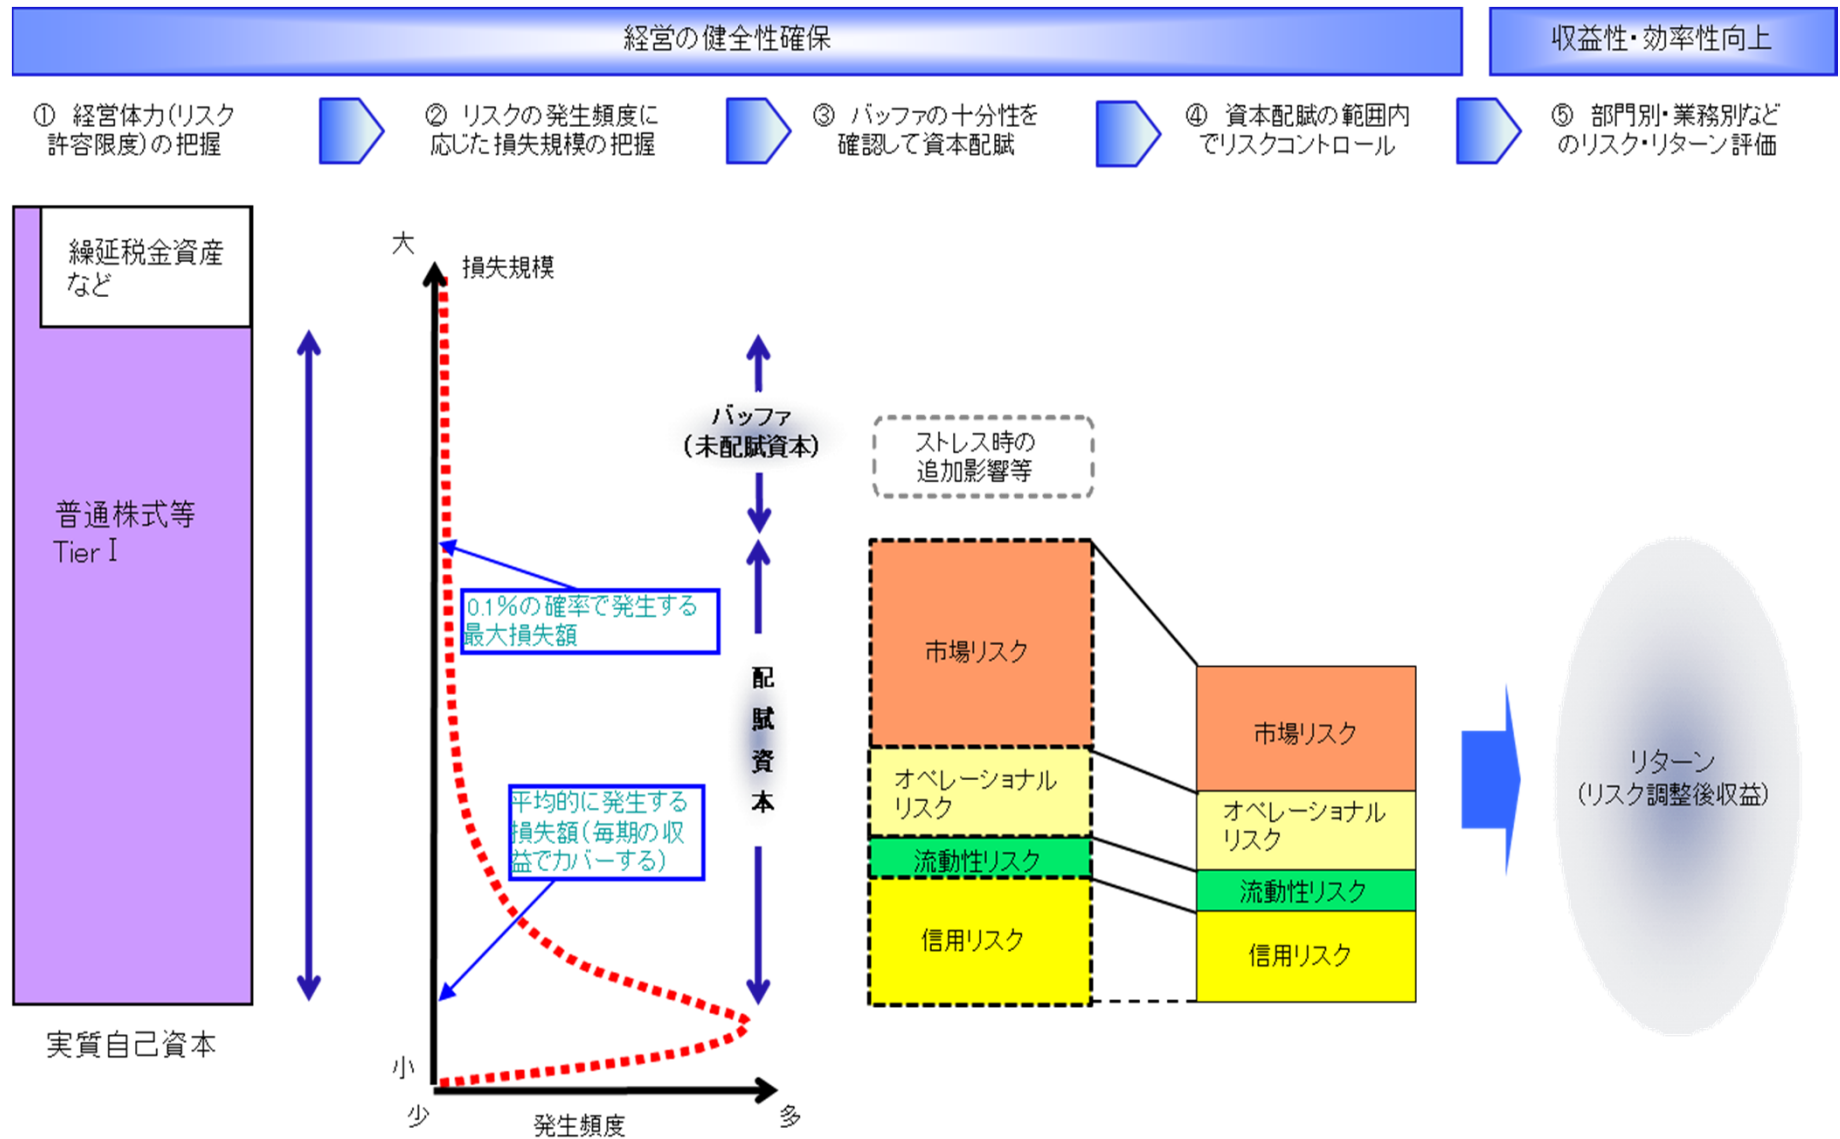 経営の健全性確保
収益性・効率性向上
① 経営体力(リスク
許容限度)の把握
② リスクの発生頻度に
応じた損失規模の把握
③ バッファの十分性を
確認して資本配賦
④ 資本配賦の範囲内
でリスクコントロール
⑤ 部門別・業務別など
のリスク・リターン評価
繰延税金資産
など
普通株式等
Tier Ⅰ
実質自己資本
大
損失規模
0.1%の確率で発生する
最大損失額
平均的に発生する
損失額(毎期の収
益でカバーする)
小
少
発生頻度
多
バッファ
(未配賦資本)
配
賦
資
本
ストレス時の
追加影響等
市場リスク
オペレーショナル
リスク
流動性リスク
信用リスク
市場リスク
オペレーショナル
リスク
流動性リスク
信用リスク
リターン
(リスク調整後収益)